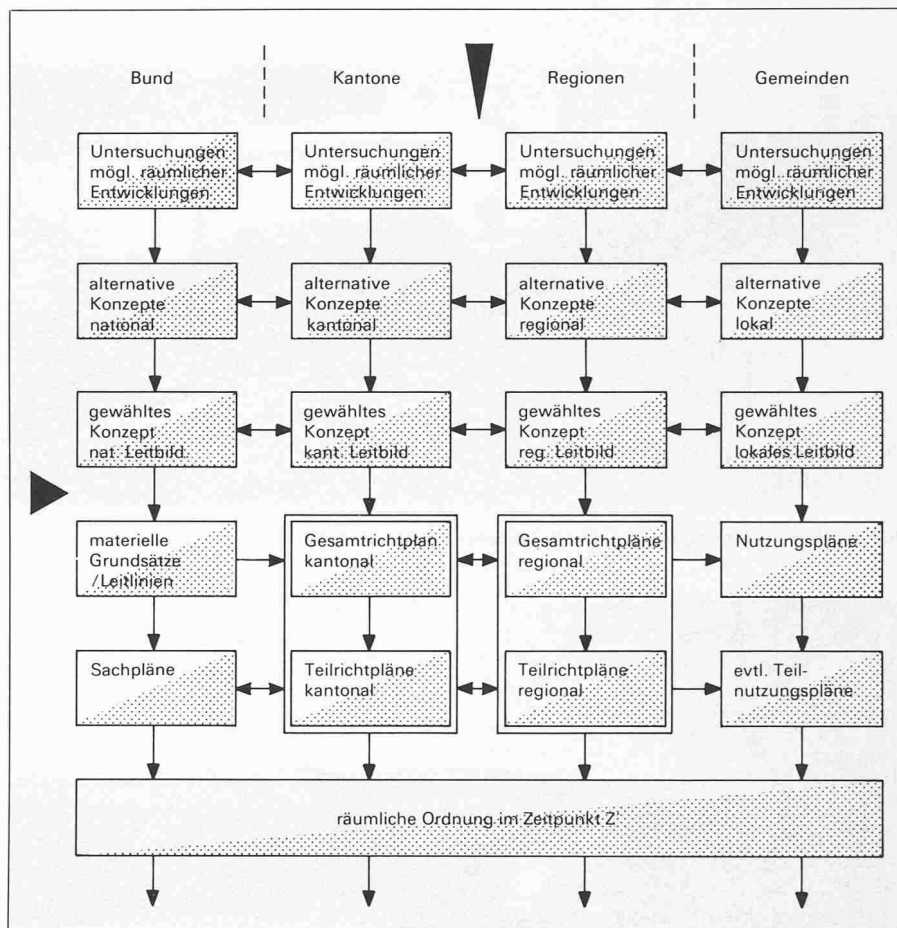 Bund
Kantone
Regionen
Gemeinden
Untersuchungen
mögl. räumlicher
Entwicklungen
Untersuchungen
mögl. räumlicher
Entwicklungen
Untersuchungen
mögl. räumlicher
Entwicklungen
Untersuchungen
mögl. räumlicher
Entwicklungen
alternative
Konzepte
national
alternative
Konzepte
kantonal
alternative
Konzepte
regional
alternative
Konzepte
lokal
gewähltes
Konzept
nat. Leitbild
gewähltes
Konzept
kant. Leitbild
gewähltes
Konzept
reg. Leitbild
gewähltes
Konzept
lokales Leitbild
materielle
Grundsätze
/Leitlinien
Gesamtrichtplan
kantonal
Gesamtrichtpläne
regional
Nutzungspläne
Sachpläne
Teilrichtpläne
kantonal
Teilrichtpläne
regional
evtl. Teil-
nutzungspläne
räumliche Ordnung im Zeitpunkt Z'